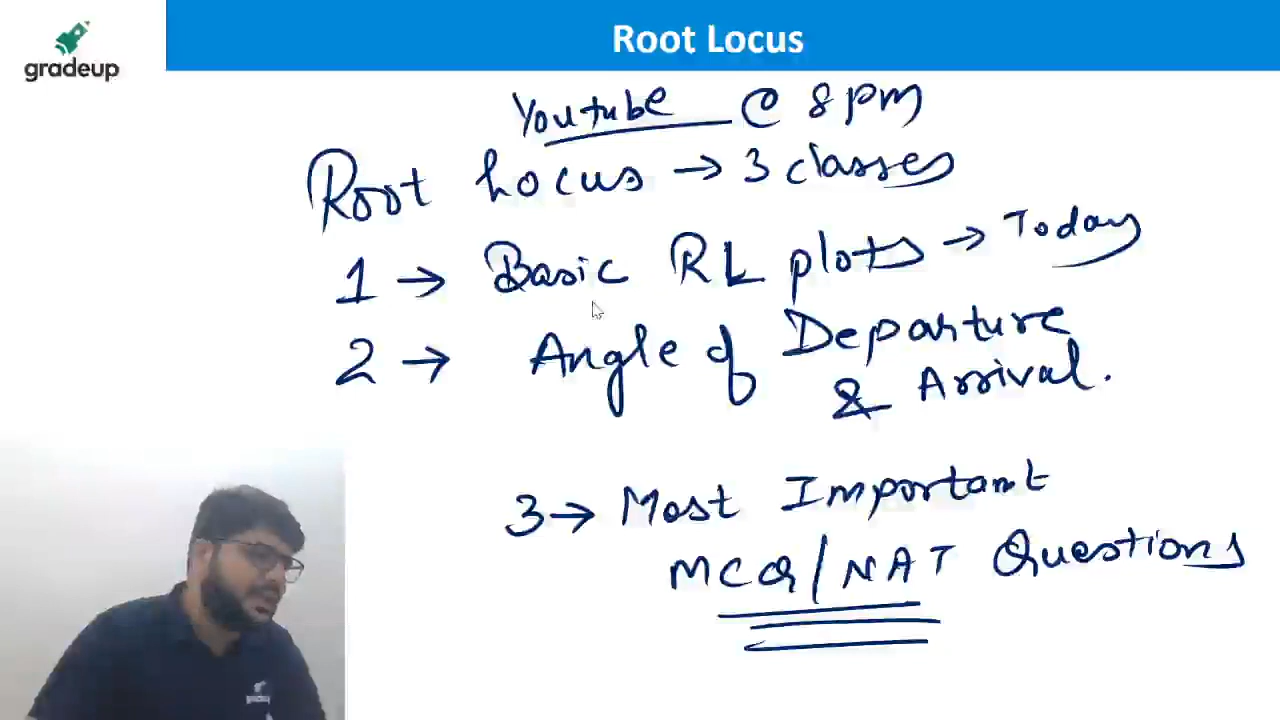 gradeup
Root Locus
Youtube @ 8pm
Root Locus → 3 classes
1 → Basic RL plots → Today
2 → Angle of Departure
& Arrival.
3 → Most Important
MCQ/NAT Questions
gradeup